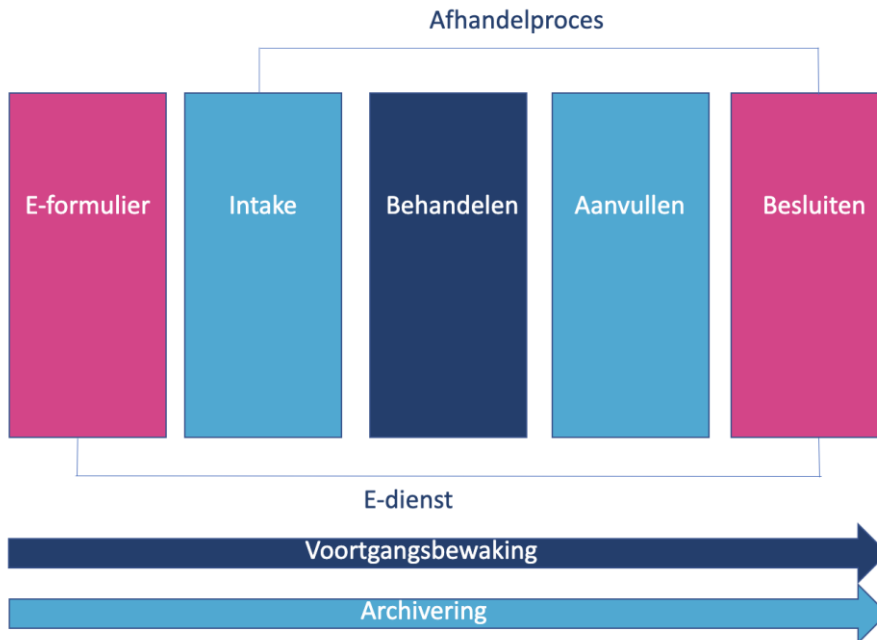 Afhandelproces
E-formulier
Intake
Behandelen
Aanvullen
Besluiten
E-dienst
Voortgangsbewaking
Archivering